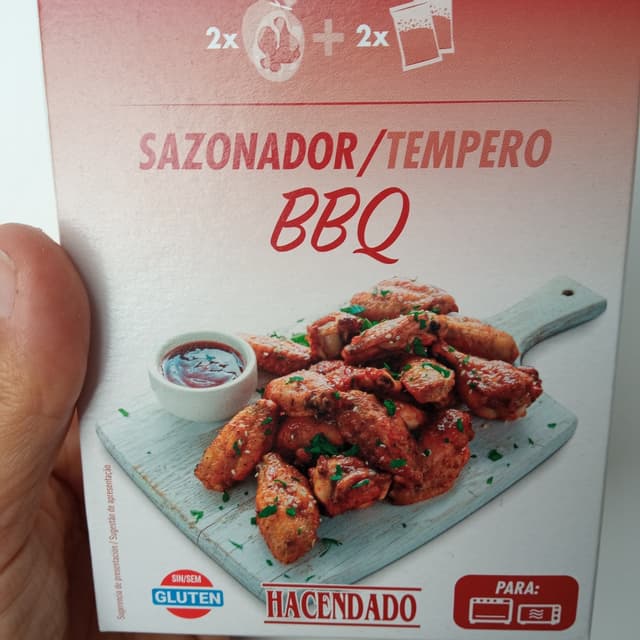 2x + 2x
SAZONADOR/TEMPERO
BBQ
Sugerencia de presentación / Sugestão de apresentação
SIN/SEM
GLUTEN
HACENDADO
PARA: